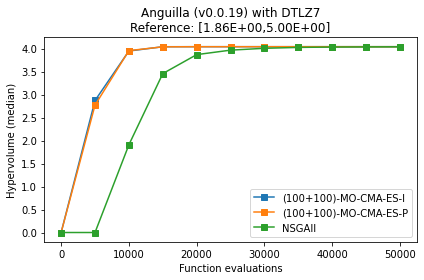 Anguilla (v0.0.19) with DTLZ7
Reference: [1.86E+00,5.00E+00]
Hypervolume (median)
4.0
3.5
3.0
2.5
2.0
1.5
1.0
0.5
0.0
(100+100)-MO-CMA-ES-I
(100+100)-MO-CMA-ES-P
NSGAII
0 10000 20000 30000 40000 50000
Function evaluations